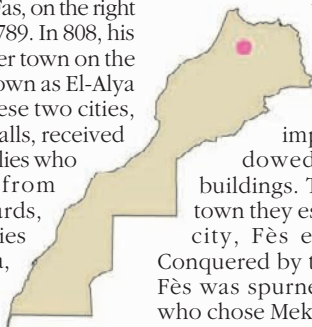 Fas, on the right
789. In 808, his
er town on the
own as El-Alya
ese two cities,
alls, received
lies who
from
urds,
ies
a,
imp
dowed
buildings. T
town they es
city, Fès e
Conquered by t
Fès was spurne
who chose Mek